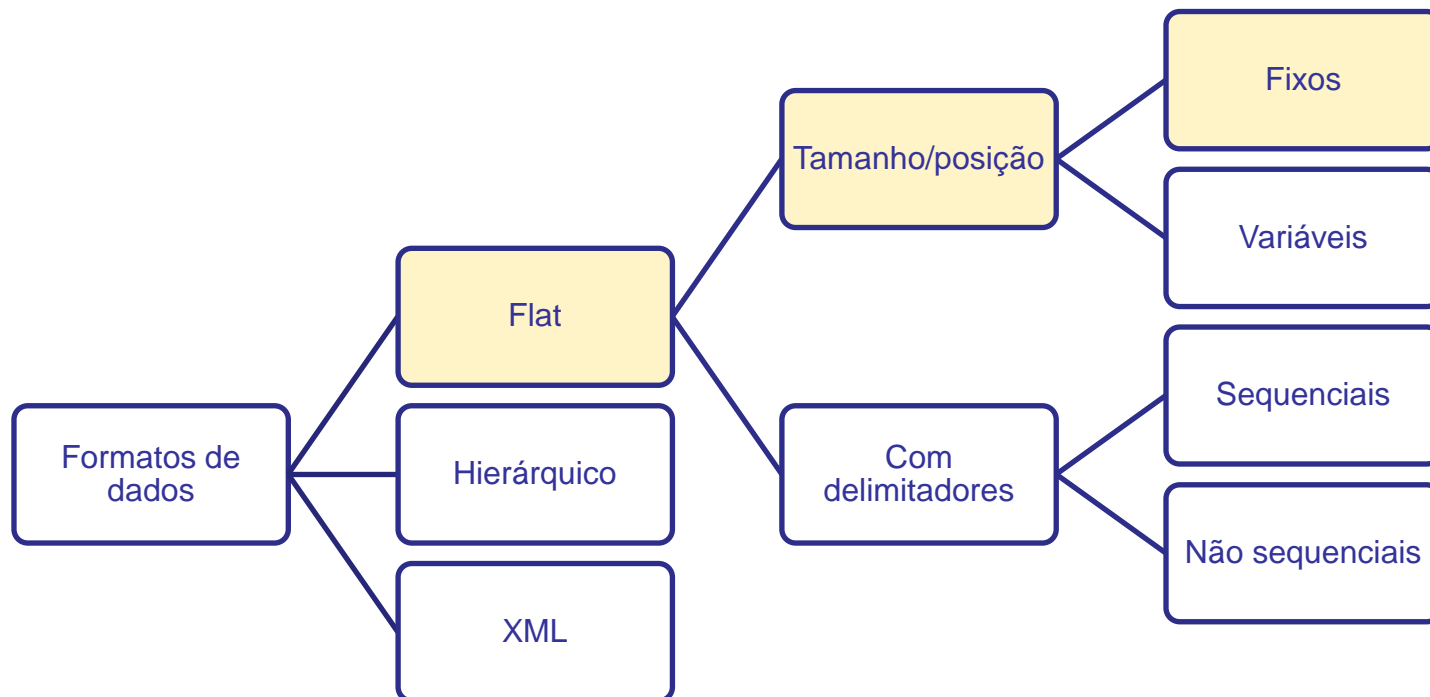 Formatos de
dados
Flat
Hierárquico
XML
Tamanho/posição
Com
delimitadores
Fixos
Variáveis
Sequenciais
Não sequenciais